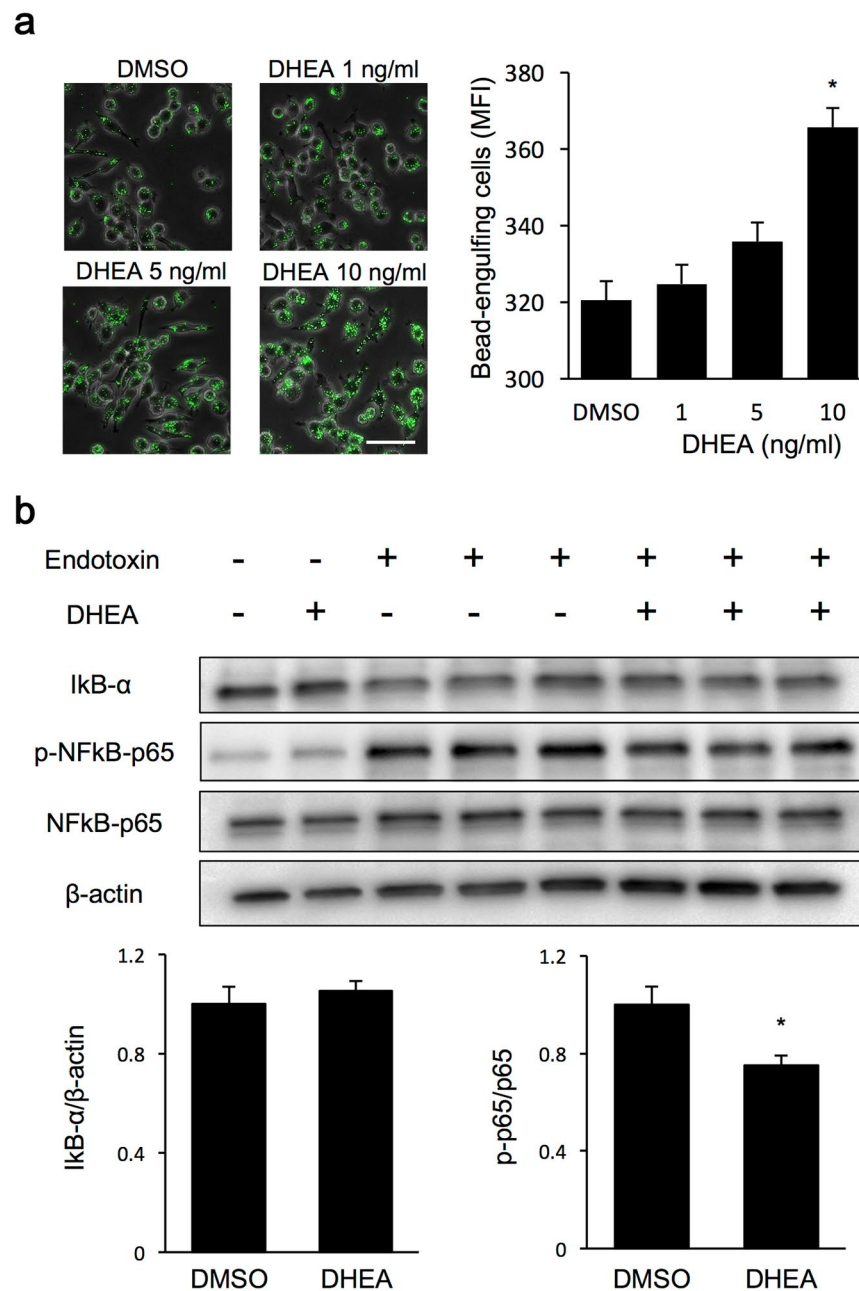 a
DMSO
DHEA 1 ng/ml
DHEA 5 ng/ml
DHEA 10 ng/ml
Bead-engulfing cells (MFI)
380
360
340
320
300
*
DMSO 1 5 10
DHEA (ng/ml)
b
Endotoxin - - + + + + + +
DHEA - + - - - + + +
IkB-α
p-NFkB-p65
NFkB-p65
β-actin
IkB-α/β-actin
1.2
0.8
0.4
0
DMSO DHEA
p-p65/p65
1.2
0.8
0.4
0
*
DMSO DHEA